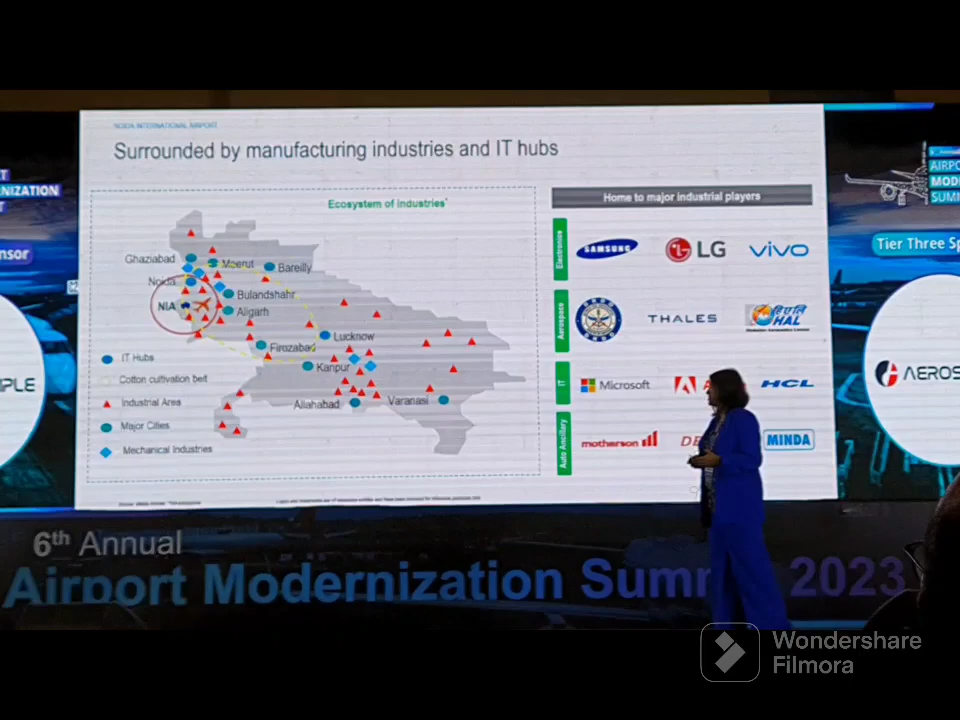 NOIDA INTERNATIONAL AIRPORT
Surrounded by manufacturing industries and IT hubs
Ecosystem of Industries*
Ghaziabad
Meerut
Bareilly
Noida
Bulandshahr
NIA
Aligarh
Lucknow
Firozabad
Kanpur
Allahabad
Varanasi
IT Hubs
Cotton cultivation belt
Industrial Area
Major Cities
Mechanical Industries
Home to major industrial players
Electronics
SAMSUNG
LG
vivo
Aerospace
THALES
HAL
IT
Microsoft
HCL
Auto Ancillary
motherson
DE
MINDA
NIZATION
nsor
PLE
AIRPO
MODE
SUMM
Tier Three Sp
AEROS
6th Annual
Airport Modernization Summ 2023
Wondershare
Filmora